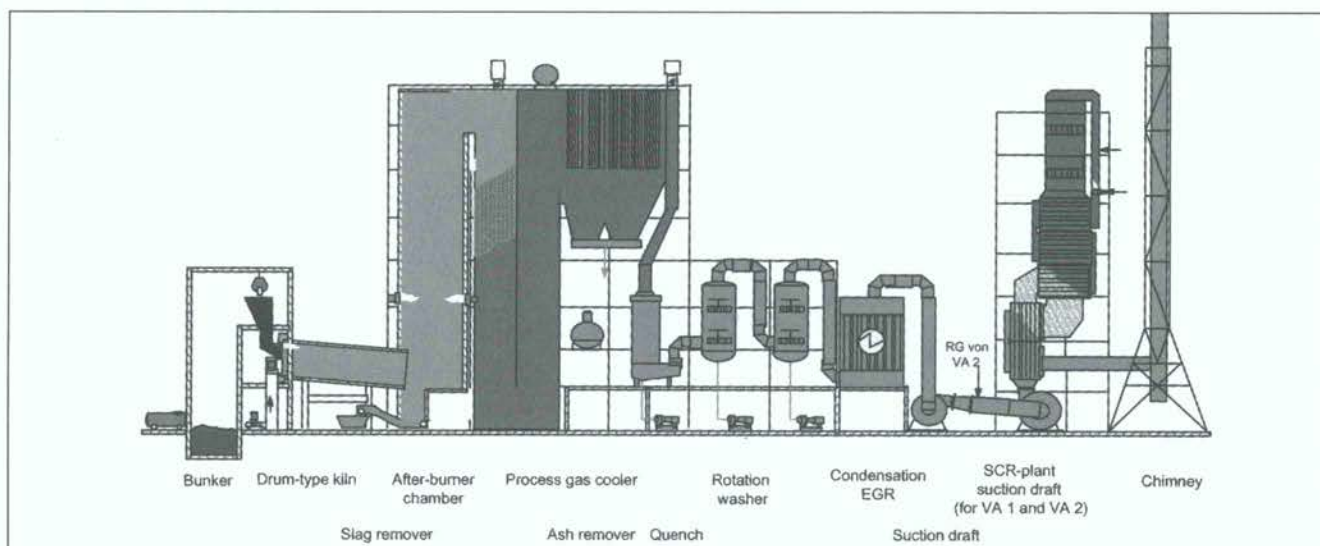 RG von
VA 2
Bunker
Drum-type kiln
After-burner
chamber
Process gas cooler
Rotation
washer
Condensation
EGR
SCR-plant
suction draft
(for VA 1 and VA 2)
Chimney
Slag remover
Ash remover
Quench
Suction draft